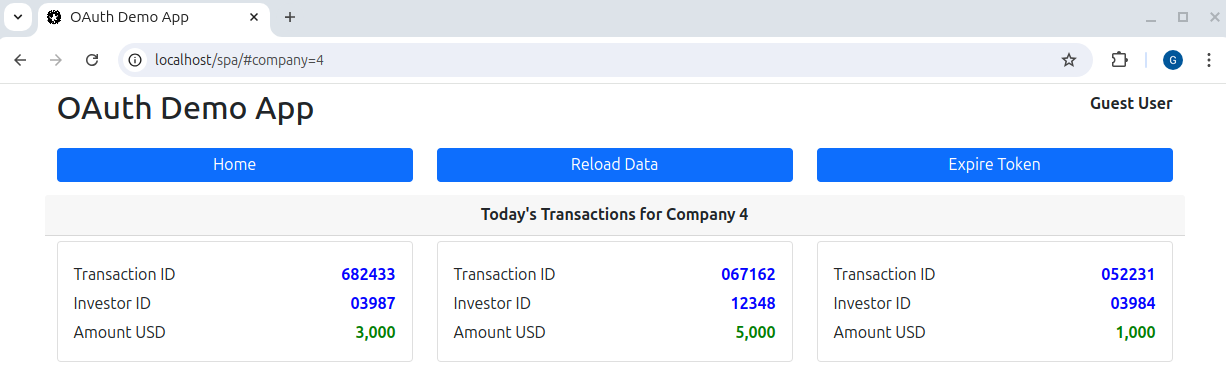 OAuth Demo App
localhost/spa/#company=4
G
OAuth Demo App
Guest User
Home
Reload Data
Expire Token
Today's Transactions for Company 4
Transaction ID 682433
Investor ID 03987
Amount USD 3,000
Transaction ID 067162
Investor ID 12348
Amount USD 5,000
Transaction ID 052231
Investor ID 03984
Amount USD 1,000